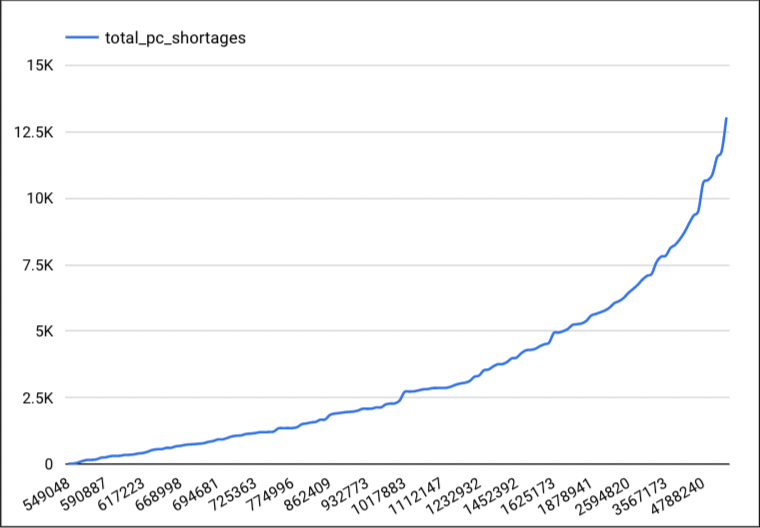 total_pc_shortages
15K
12.5K
10K
7.5K
5K
2.5K
0
549048
590887
617223
668998
694681
725363
774996
862409
932773
1017883
1112147
1232932
1452392
1625173
1878941
2594820
3567173
4788240